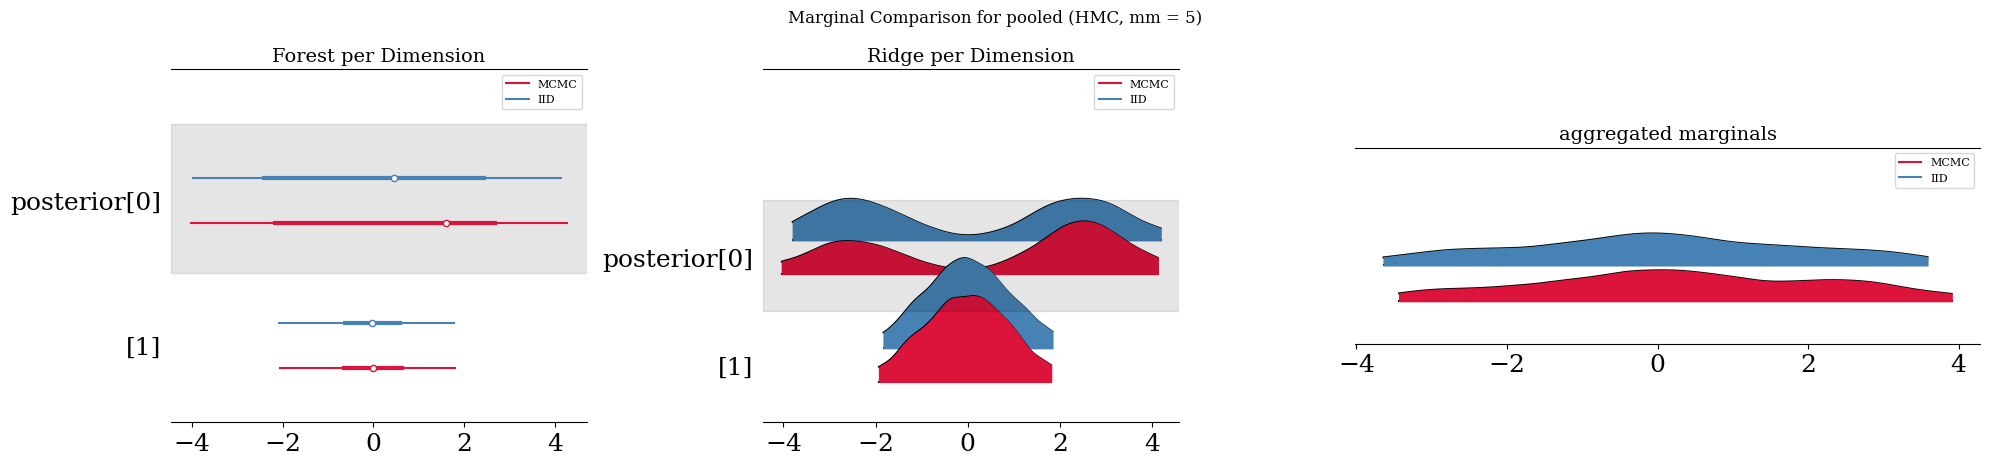 Marginal Comparison for pooled (HMC, mm = 5)
Forest per Dimension
MCMC
IID
posterior[0]
[1]
−4 −2 0 2 4
Ridge per Dimension
MCMC
IID
posterior[0]
[1]
−4 −2 0 2 4
aggregated marginals
MCMC
IID
−4 −2 0 2 4